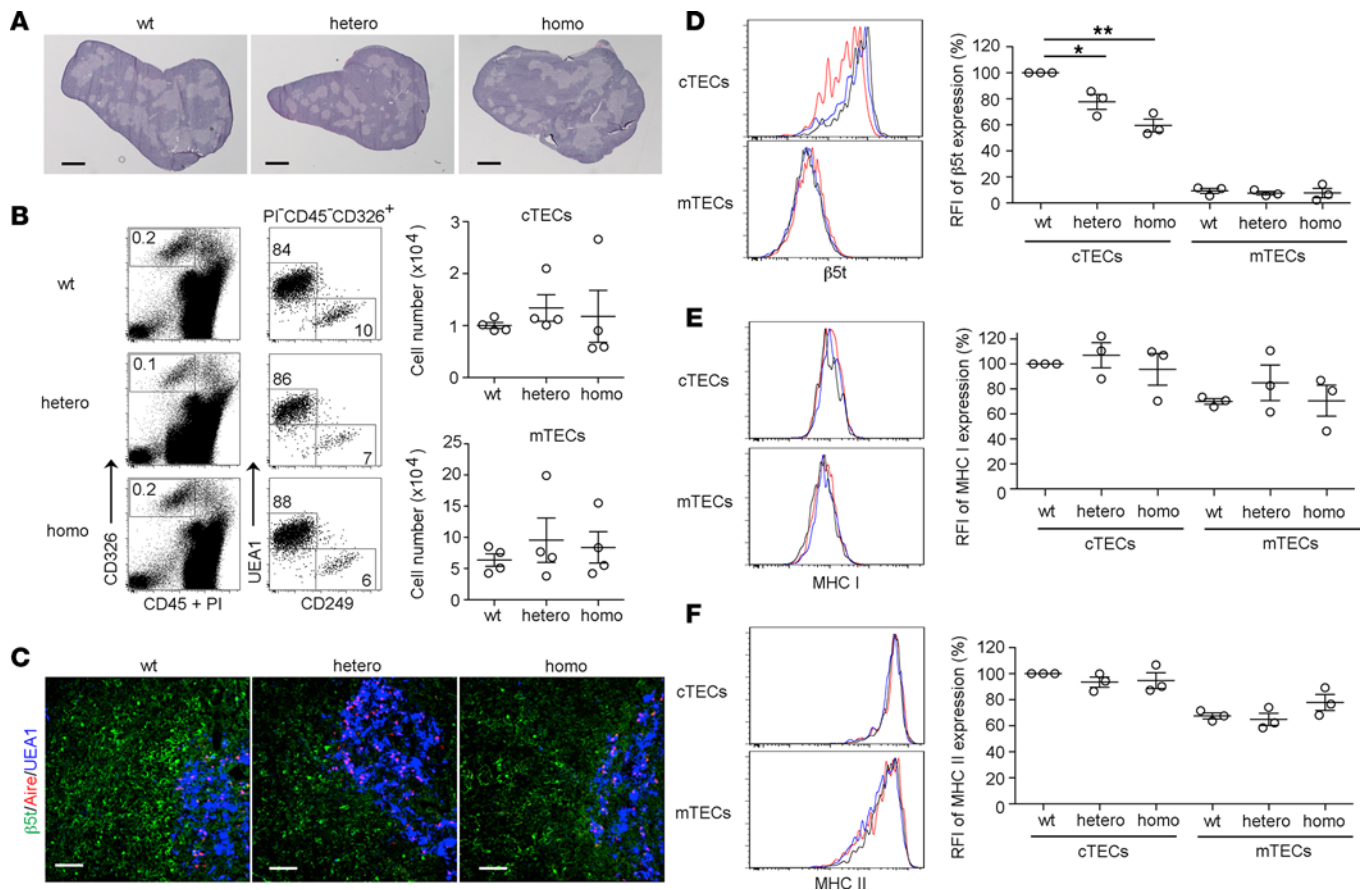 A
wt
hetero
homo
B
PI⁻CD45⁻CD326⁺
wt
hetero
homo
0.2
0.1
0.2
84
10
86
7
88
6
CD326
CD45 + PI
UEA1
CD249
cTECs
Cell number (x10⁴)
3
2
1
0
wt
hetero
homo
mTECs
Cell number (x10⁴)
25
20
15
10
5
0
wt
hetero
homo
C
wt
hetero
homo
β5t/Aire/UEA1
D
cTECs
mTECs
β5t
RFI of β5t expression (%)
120
100
80
60
40
20
0
**
*
wt
hetero
homo
wt
hetero
homo
cTECs
mTECs
E
cTECs
mTECs
MHC I
RFI of MHC I expression (%)
120
100
80
60
40
20
0
wt
hetero
homo
wt
hetero
homo
cTECs
mTECs
F
cTECs
mTECs
MHC II
RFI of MHC II expression (%)
120
100
80
60
40
20
0
wt
hetero
homo
wt
hetero
homo
cTECs
mTECs